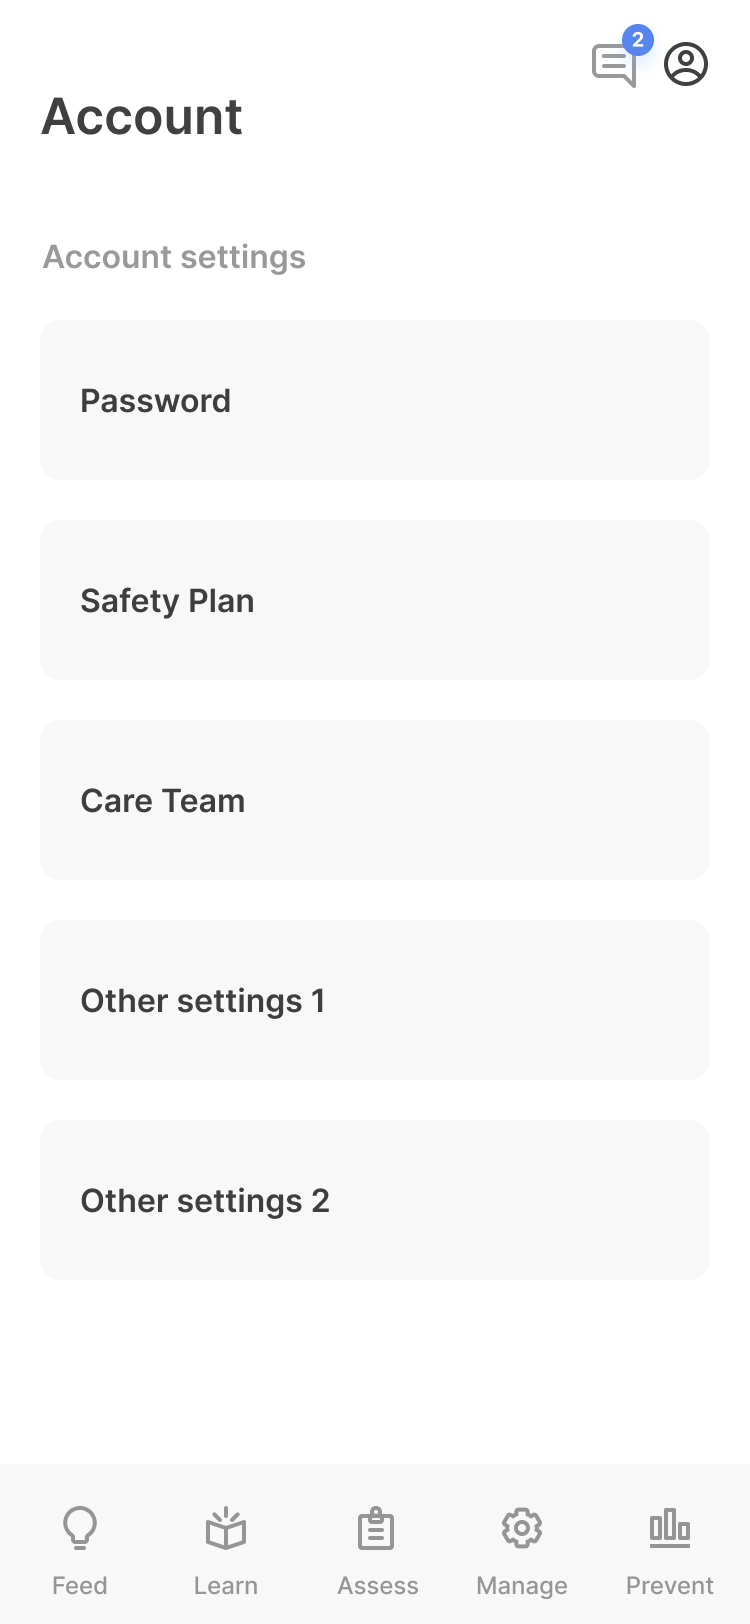 2
Account
Account settings
Password
Safety Plan
Care Team
Other settings 1
Other settings 2
Feed
Learn
Assess
Manage
Prevent